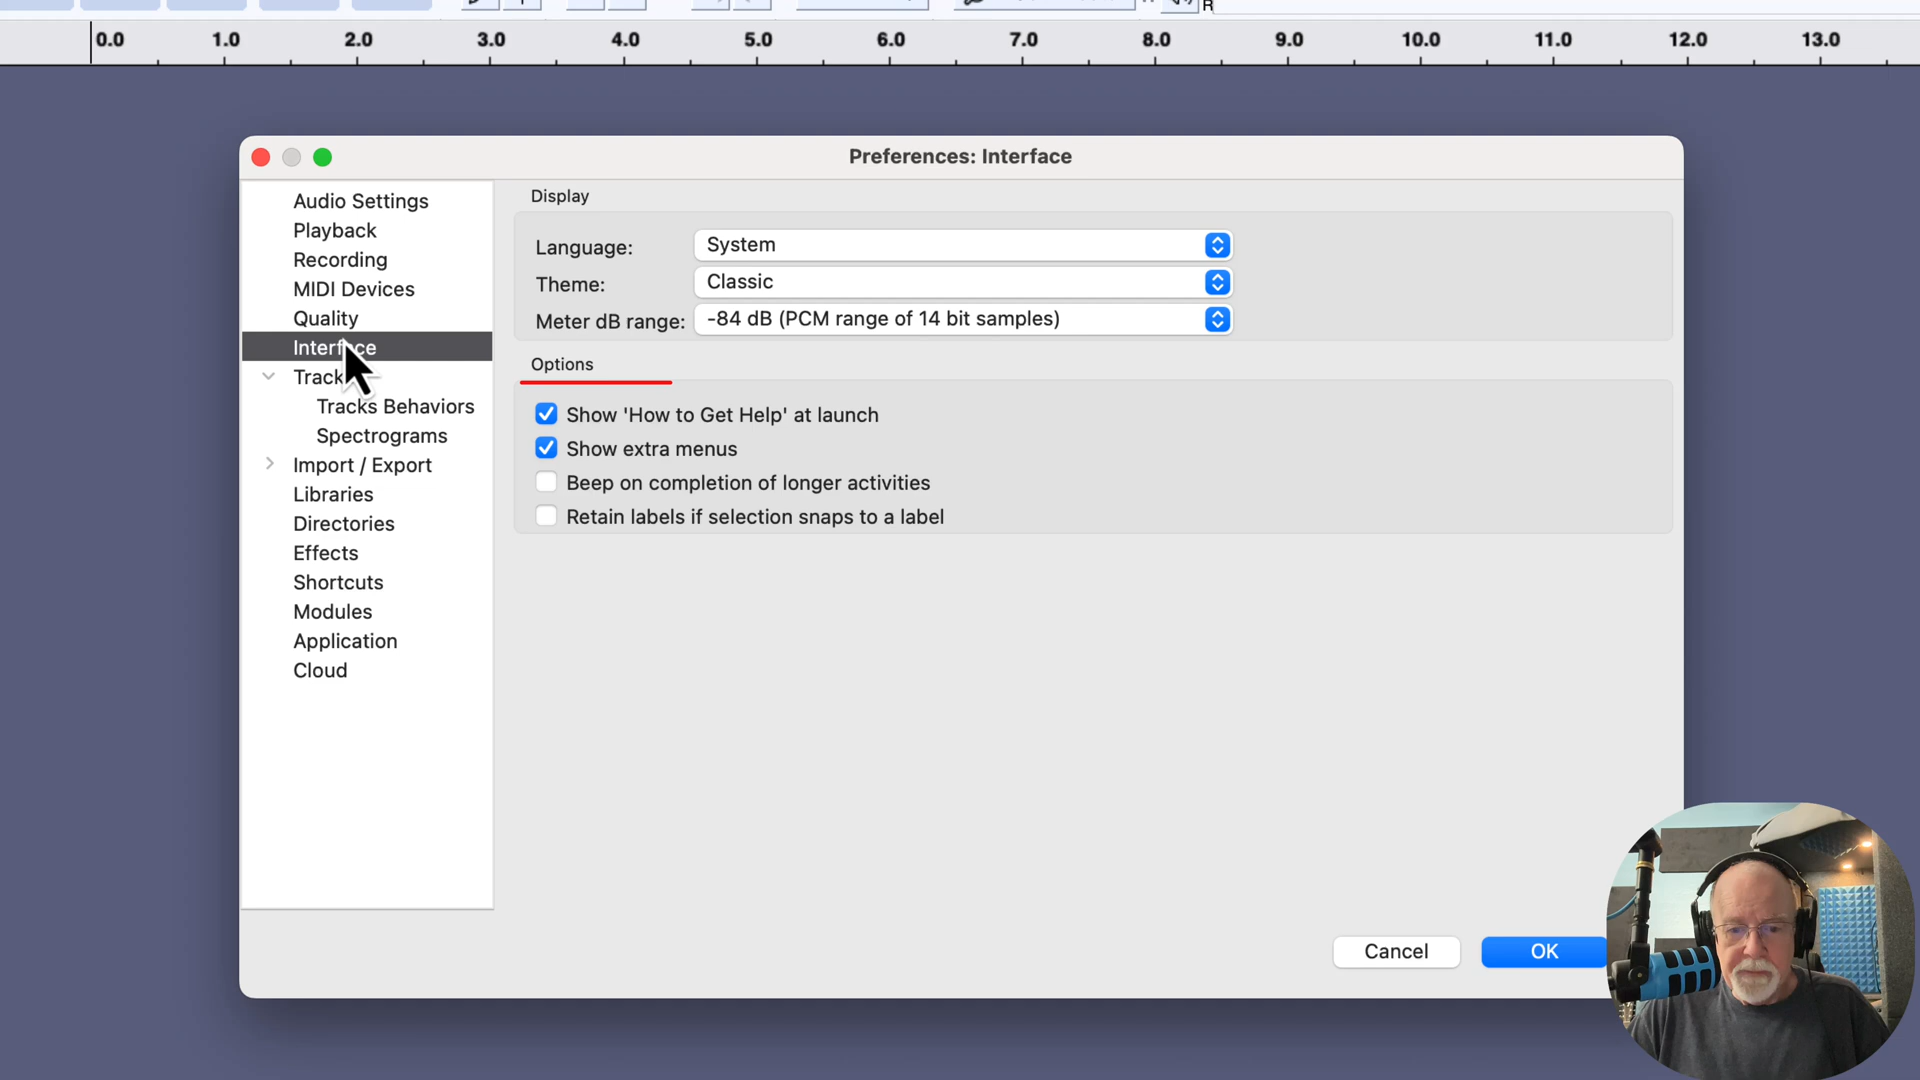 R
0.0 1.0 2.0 3.0 4.0 5.0 6.0 7.0 8.0 9.0 10.0 11.0 12.0 13.0
Preferences: Interface
Audio Settings
Playback
Recording
MIDI Devices
Quality
Interface
Track
Tracks Behaviors
Spectrograms
Import / Export
Libraries
Directories
Effects
Shortcuts
Modules
Application
Cloud
Display
Language: System
Theme: Classic
Meter dB range: -84 dB (PCM range of 14 bit samples)
Options
Show 'How to Get Help' at launch
Show extra menus
Beep on completion of longer activities
Retain labels if selection snaps to a label
Cancel OK